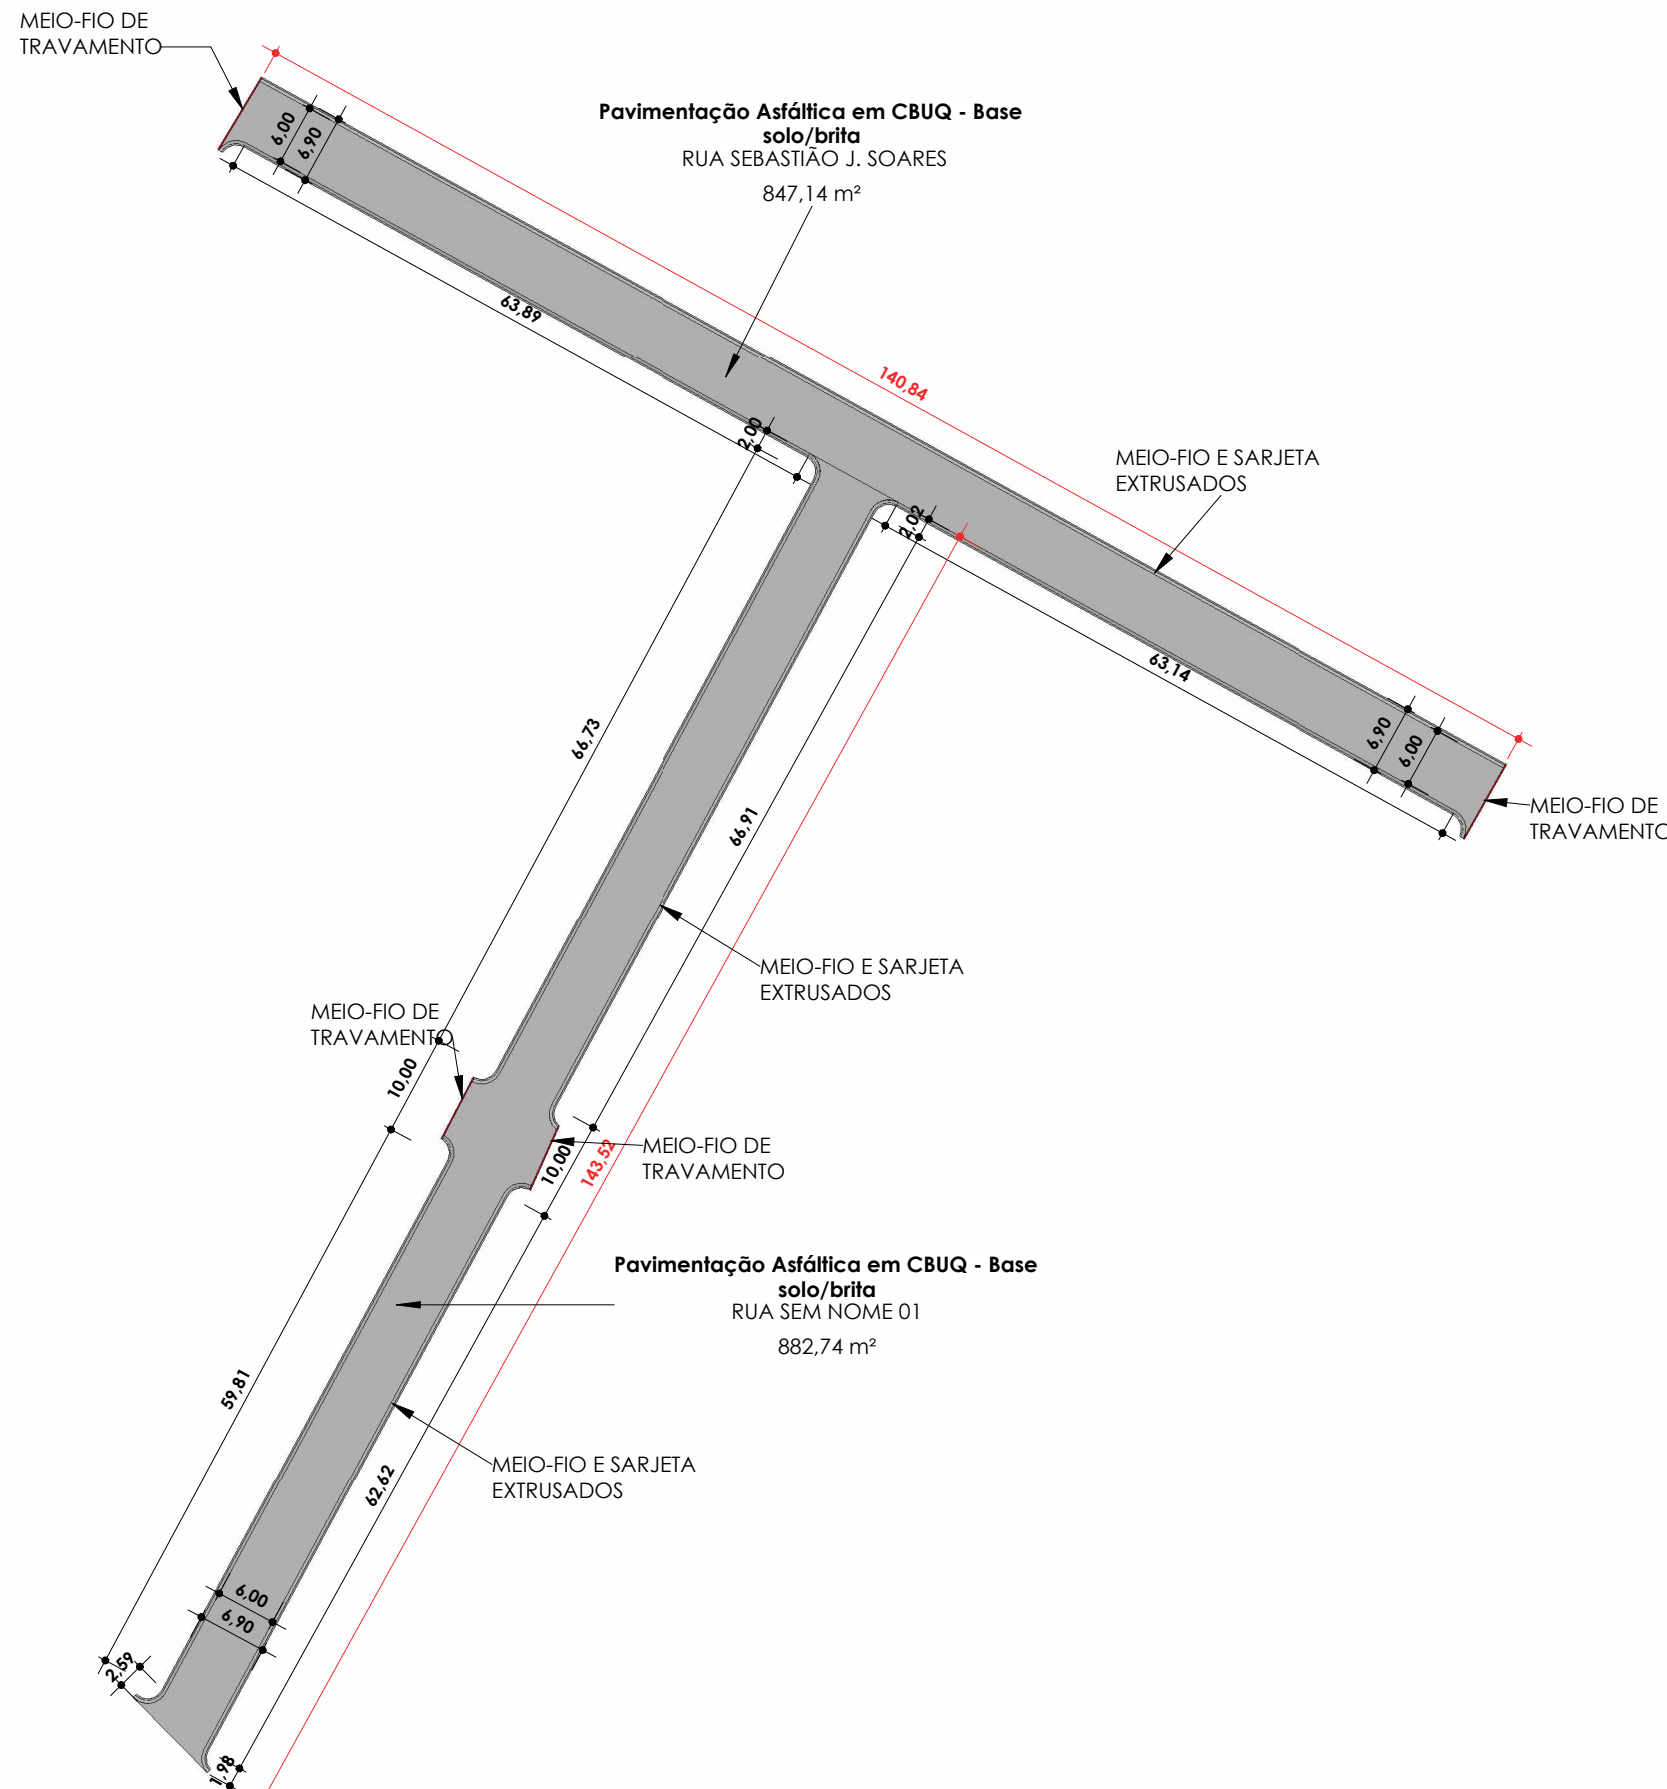 MEIO-FIO DE
TRAVAMENTO
6,00
6,90
Pavimentação Asfáltica em CBUQ - Base
solo/brita
RUA SEBASTIÃO J. SOARES
847,14 m²
63,89
140,84
2,00
MEIO-FIO E SARJETA
EXTRUSADOS
2,02
63,14
66,73
6,90
6,00
MEIO-FIO DE
TRAVAMENTO
66,91
MEIO-FIO E SARJETA
EXTRUSADOS
MEIO-FIO DE
TRAVAMENTO
10,00
MEIO-FIO DE
TRAVAMENTO
10,00
143,52
Pavimentação Asfáltica em CBUQ - Base
solo/brita
RUA SEM NOME 01
882,74 m²
59,81
MEIO-FIO E SARJETA
EXTRUSADOS
62,62
6,00
6,90
2,59
1,98